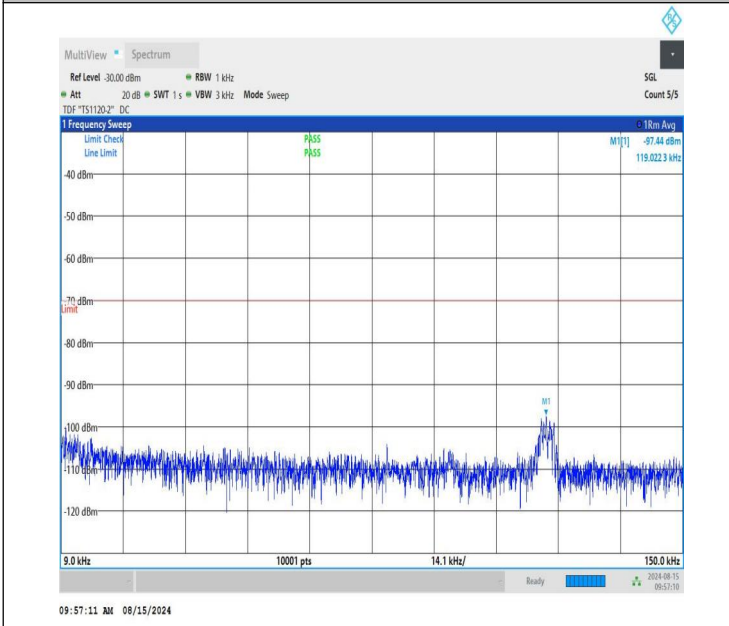 R S
MultiView Spectrum
Ref Level -30.00 dBm RBW 1 kHz SGL
Att 20 dB SWT 1 s VBW 3 kHz Mode Sweep Count 5/5
TDF "TS1120-2" DC
1 Frequency Sweep 1Rm Avg
Limit Check PASS M1[1] -97.44 dBm
Line Limit PASS 119.022 3 kHz
-40 dBm
-50 dBm
-60 dBm
-70 dBm
Limit
-80 dBm
-90 dBm
M1
-100 dBm
-110 dBm
-120 dBm
9.0 kHz 10001 pts 14.1 kHz/ 150.0 kHz
Ready 2024-08-15
09:57:10
09:57:11 AM 08/15/2024